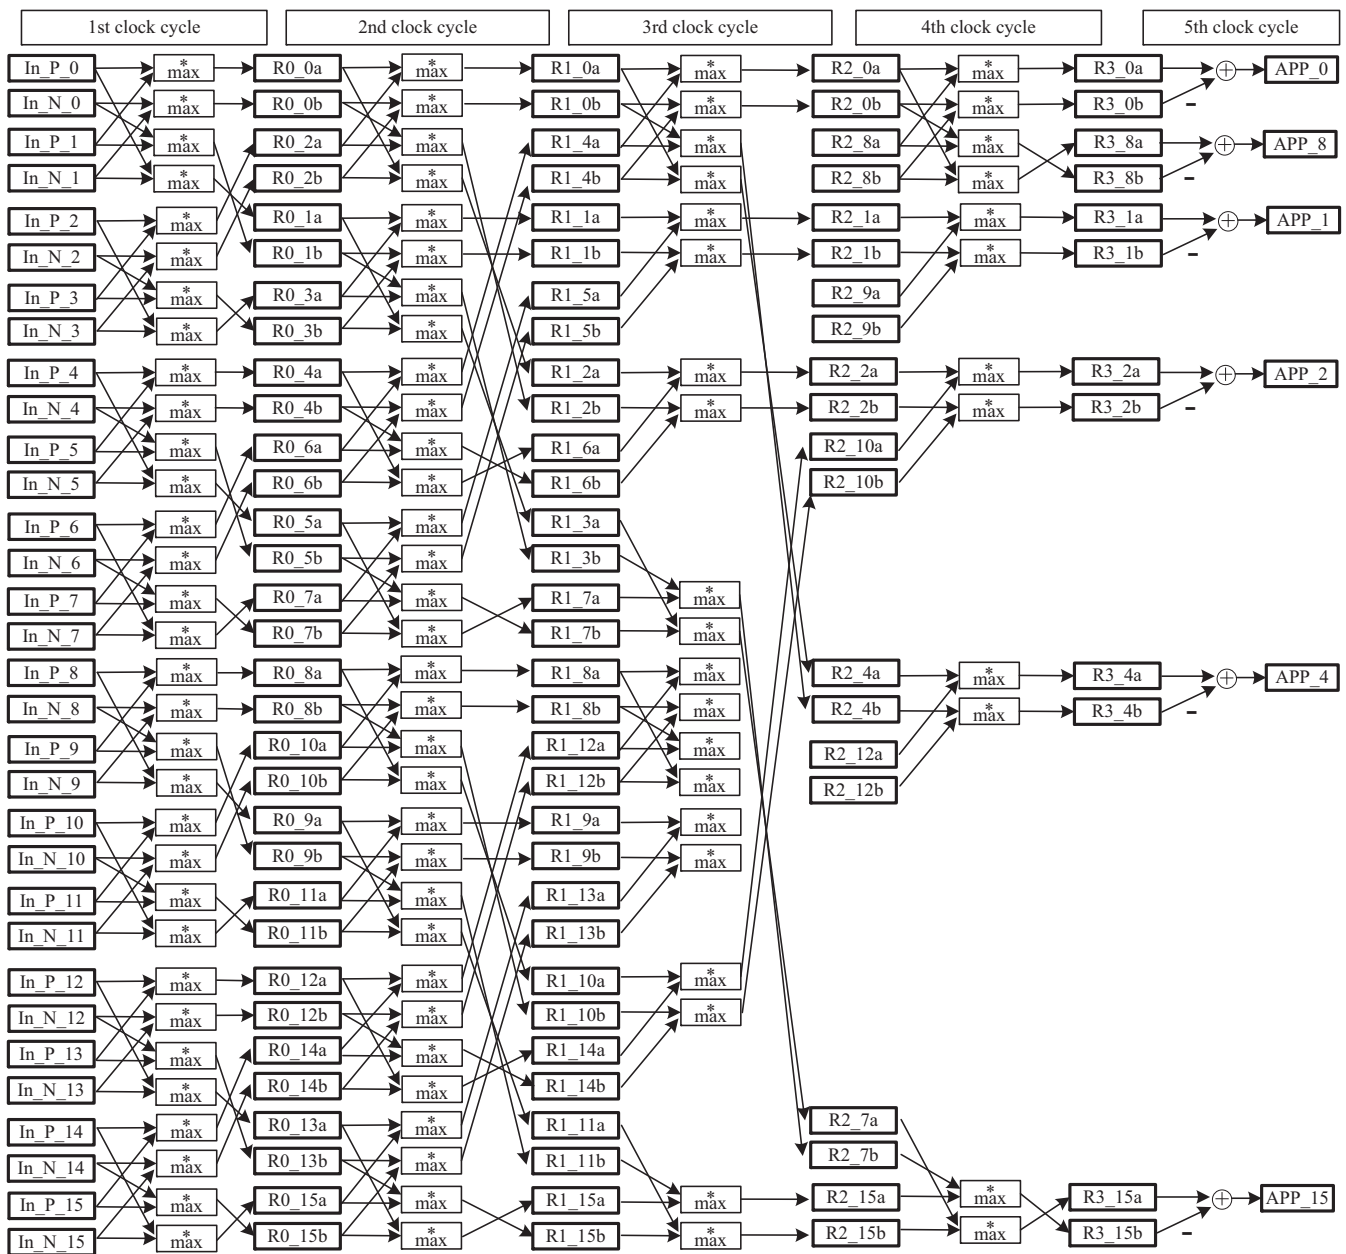 1st clock cycle 2nd clock cycle 3rd clock cycle 4th clock cycle 5th clock cycle
In_P_0 *max R0_0a *max R1_0a *max R2_0a *max R3_0a + APP_0
In_N_0 *max R0_0b *max R1_0b *max R2_0b *max R3_0b −
In_P_1 *max R0_2a *max R1_4a *max R2_8a *max R3_8a + APP_8
In_N_1 *max R0_2b *max R1_4b *max R2_8b *max R3_8b −
In_P_2 *max R0_1a *max R1_1a *max R2_1a *max R3_1a + APP_1
In_N_2 *max R0_1b *max R1_1b *max R2_1b *max R3_1b −
In_P_3 *max R0_3a *max R1_5a R2_9a
In_N_3 *max R0_3b *max R1_5b R2_9b
In_P_4 *max R0_4a *max R1_2a *max R2_2a *max R3_2a + APP_2
In_N_4 *max R0_4b *max R1_2b *max R2_2b *max R3_2b −
In_P_5 *max R0_6a *max R1_6a R2_10a
In_N_5 *max R0_6b *max R1_6b R2_10b
In_P_6 *max R0_5a *max R1_3a
In_N_6 *max R0_5b *max R1_3b
In_P_7 *max R0_7a *max R1_7a *max
In_N_7 *max R0_7b *max R1_7b *max
In_P_8 *max R0_8a *max R1_8a *max R2_4a *max R3_4a + APP_4
In_N_8 *max R0_8b *max R1_8b *max R2_4b *max R3_4b −
In_P_9 *max R0_10a *max R1_12a *max R2_12a
In_N_9 *max R0_10b *max R1_12b *max R2_12b
In_P_10 *max R0_9a *max R1_9a *max
In_N_10 *max R0_9b *max R1_9b *max
In_P_11 *max R0_11a *max R1_13a
In_N_11 *max R0_11b *max R1_13b
In_P_12 *max R0_12a *max R1_10a *max
In_N_12 *max R0_12b *max R1_10b *max
In_P_13 *max R0_14a *max R1_14a
In_N_13 *max R0_14b *max R1_14b
In_P_14 *max R0_13a *max R1_11a R2_7a
In_N_14 *max R0_13b *max R1_11b R2_7b
In_P_15 *max R0_15a *max R1_15a *max R2_15a *max R3_15a + APP_15
In_N_15 *max R0_15b *max R1_15b *max R2_15b *max R3_15b −